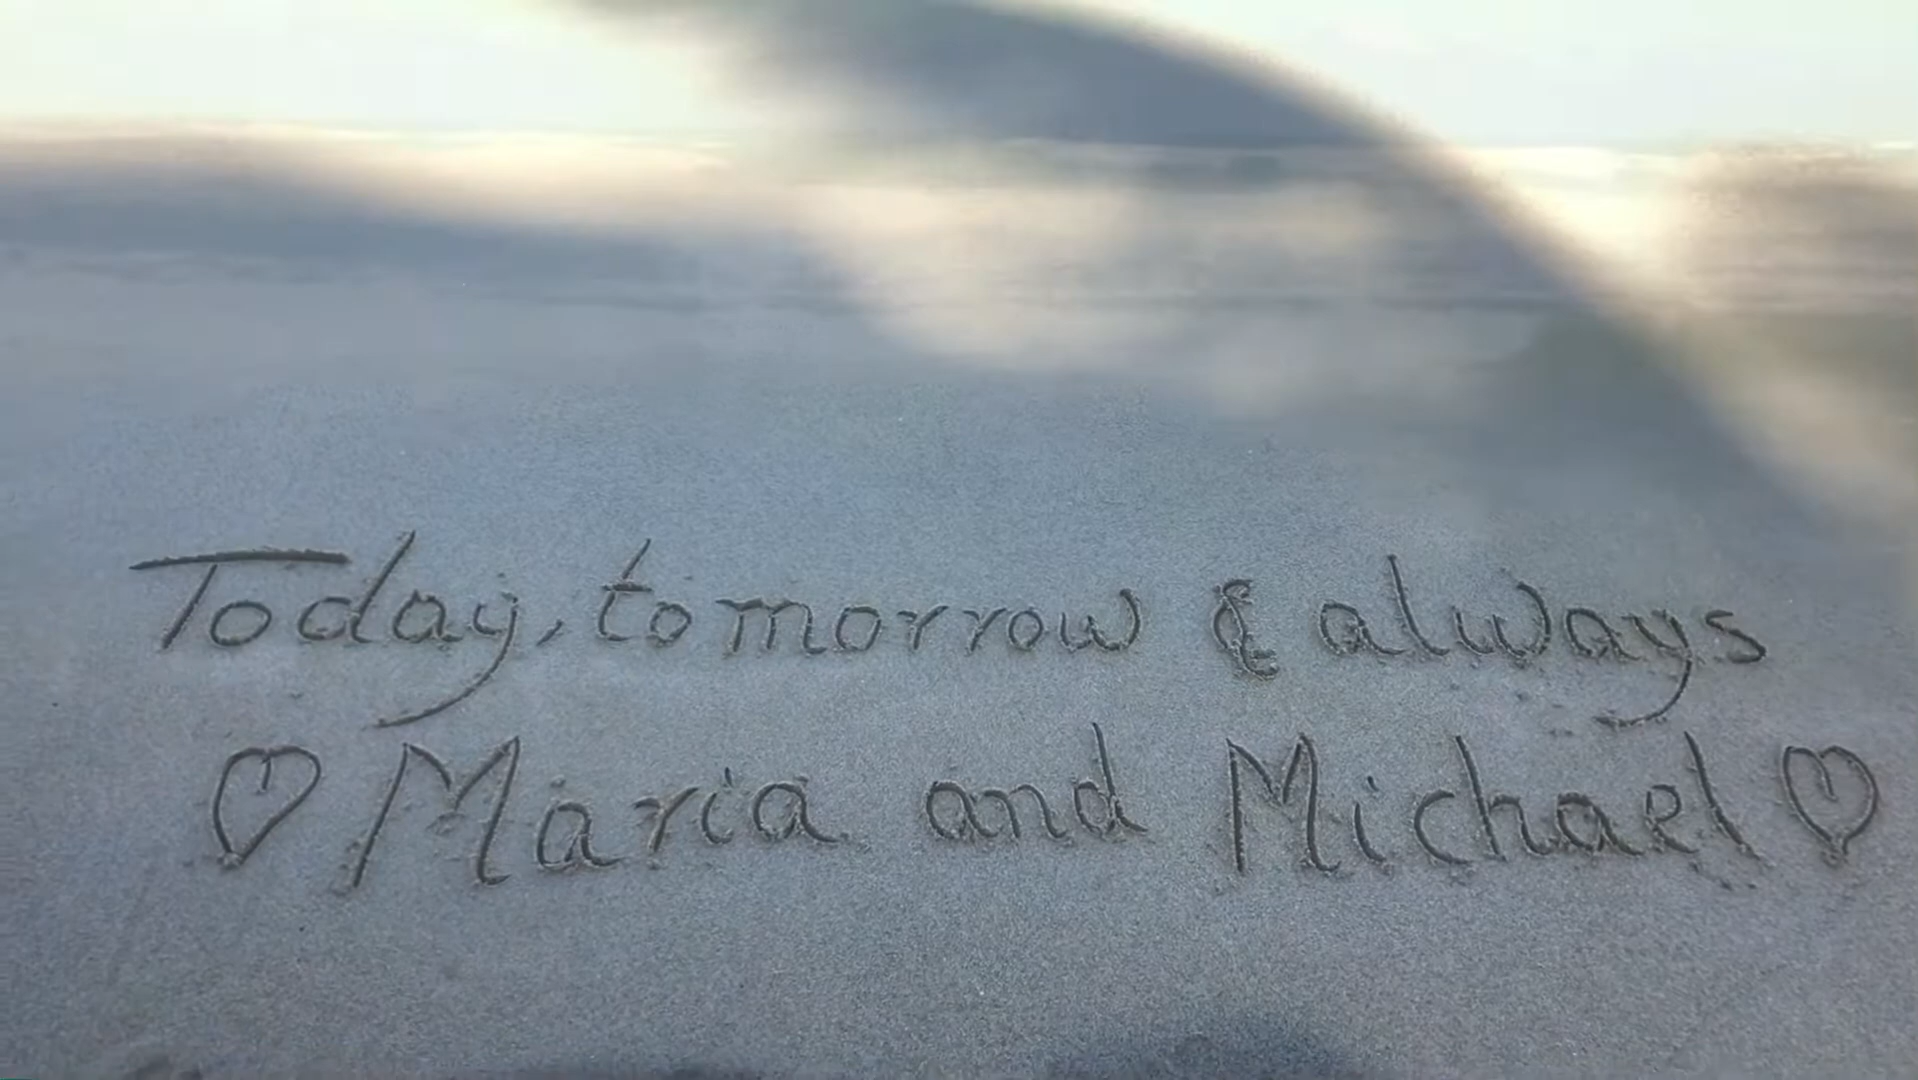 Today, tomorrow & always
♡ Maria and Michael ♡